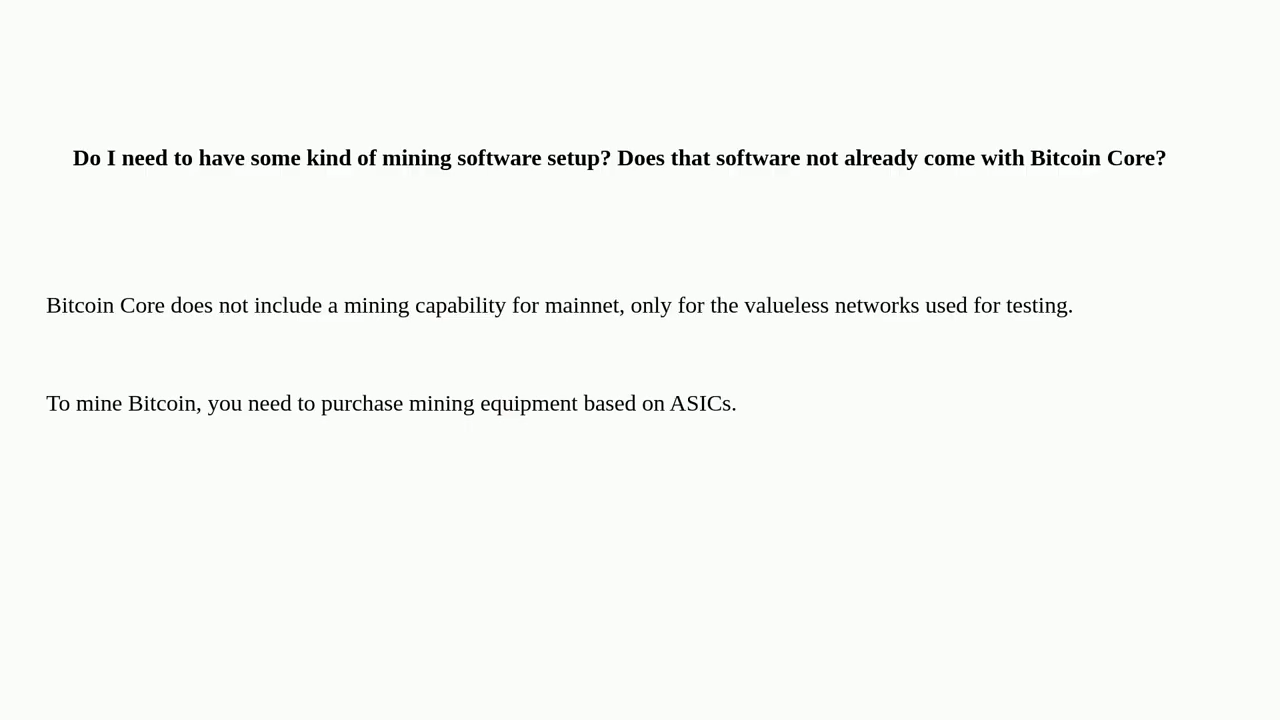 Do I need to have some kind of mining software setup? Does that software not already come with Bitcoin Core?
Bitcoin Core does not include a mining capability for mainnet, only for the valueless networks used for testing.
To mine Bitcoin, you need to purchase mining equipment based on ASICs.